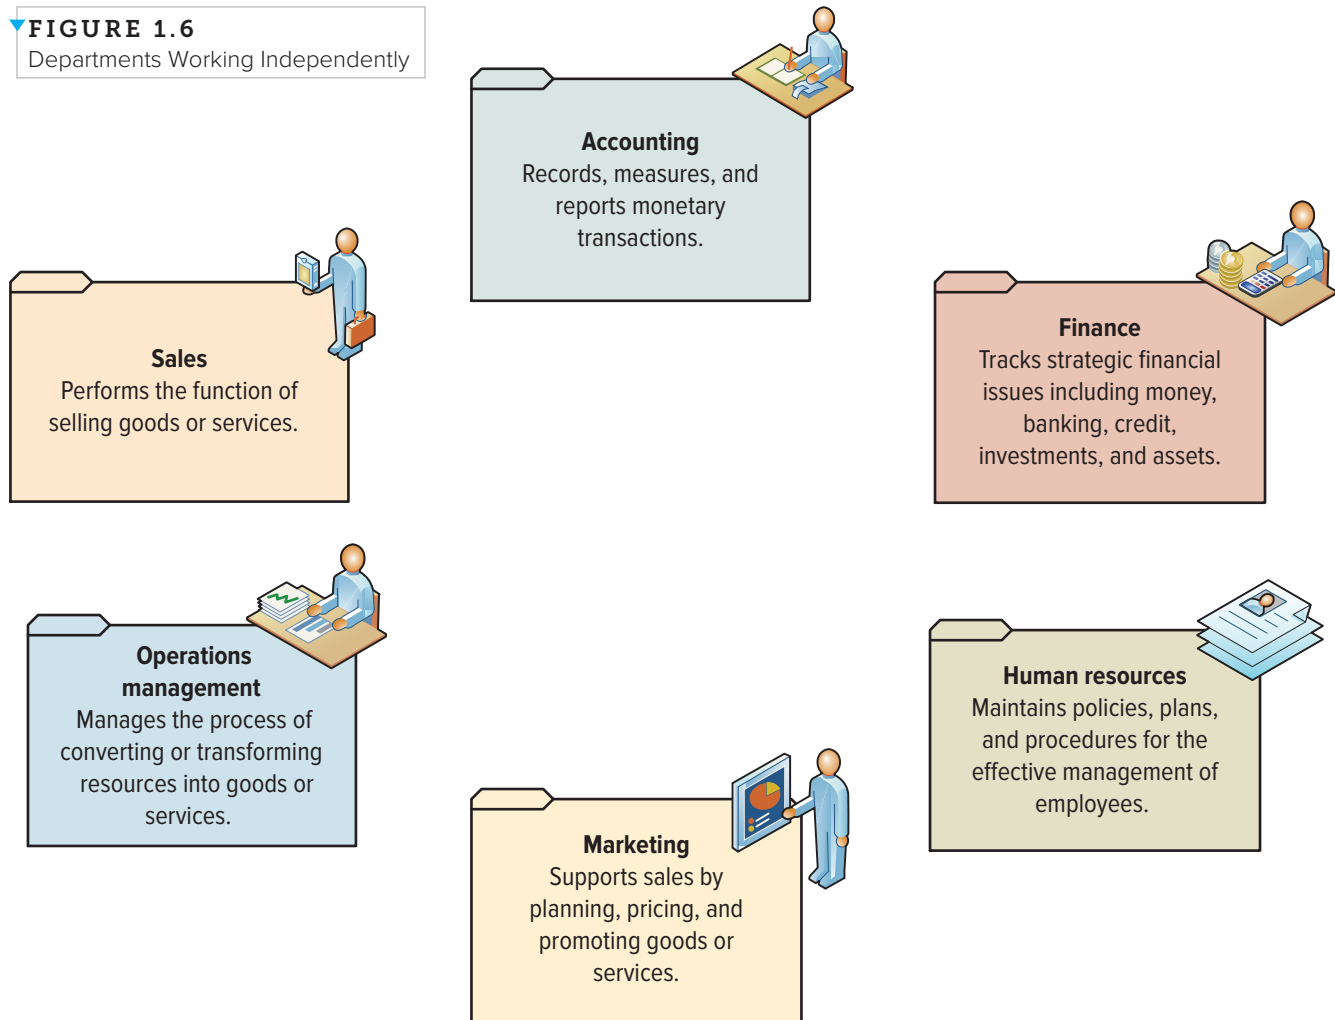 FIGURE 1.6
Departments Working Independently
Accounting
Records, measures, and
reports monetary
transactions.
Sales
Performs the function of
selling goods or services.
Finance
Tracks strategic financial
issues including money,
banking, credit,
investments, and assets.
Operations
management
Manages the process of
converting or transforming
resources into goods or
services.
Human resources
Maintains policies, plans,
and procedures for the
effective management of
employees.
Marketing
Supports sales by
planning, pricing, and
promoting goods or
services.